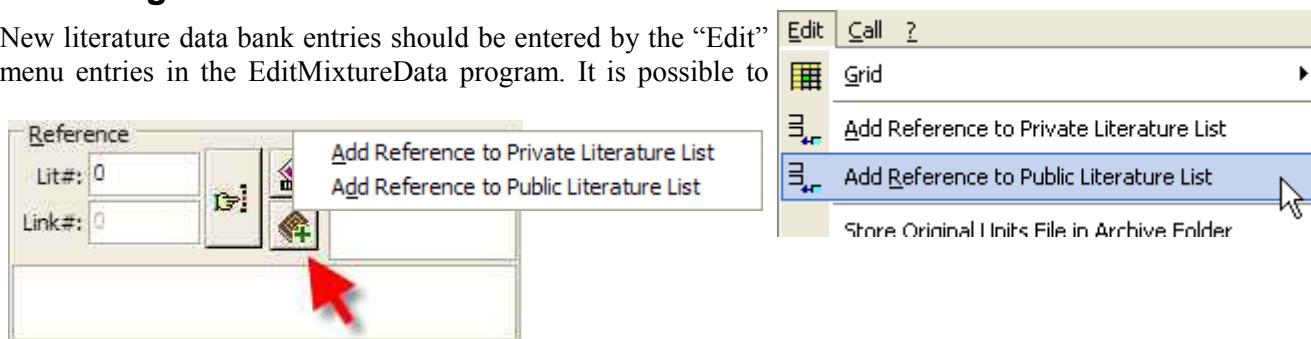 New literature data bank entries should be entered by the “Edit”
menu entries in the EditMixtureData program. It is possible to
Edit Call ?
Grid
Add Reference to Private Literature List
Add Reference to Public Literature List
Store Original Units File in Archive Folder
Reference
Lit#: 0
Link#: 0
Add Reference to Private Literature List
Add Reference to Public Literature List